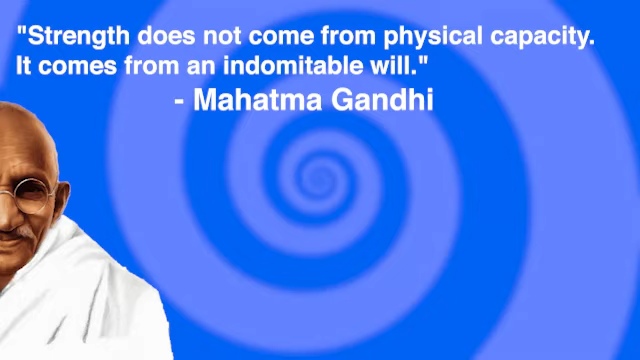 "Strength does not come from physical capacity.
It comes from an indomitable will."
- Mahatma Gandhi